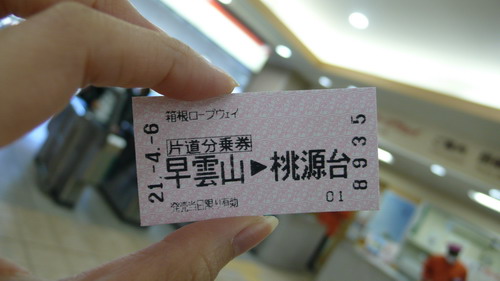 箱根ロープウェイ
片道分乗券
早雲山▶桃源台
発売当日限り有効
01
21.-4.-6
8935